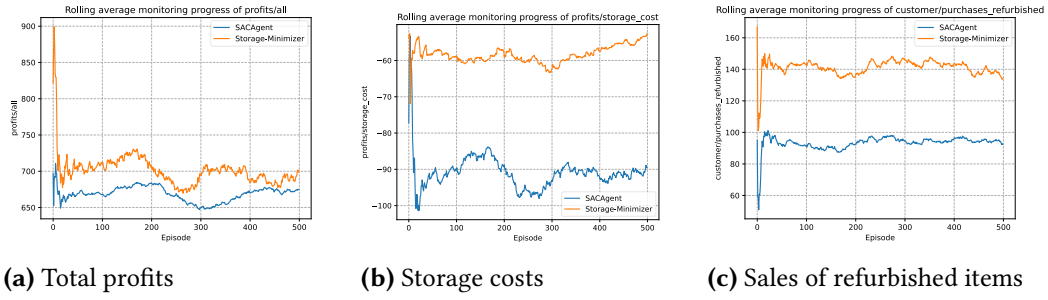 Rolling average monitoring progress of profits/all
SACAgent
Storage-Minimizer
900
850
800
750
700
650
profits/all
0
100
200
300
400
500
Episode
(a) Total profits
Rolling average monitoring progress of profits/storage_cost
−60
−70
−80
−90
−100
profits/storage_cost
SACAgent
Storage-Minimizer
0
100
200
300
400
500
Episode
(b) Storage costs
Rolling average monitoring progress of customer/purchases_refurbished
SACAgent
Storage-Minimizer
160
140
120
100
80
60
customer/purchases_refurbished
0
100
200
300
400
500
Episode
(c) Sales of refurbished items